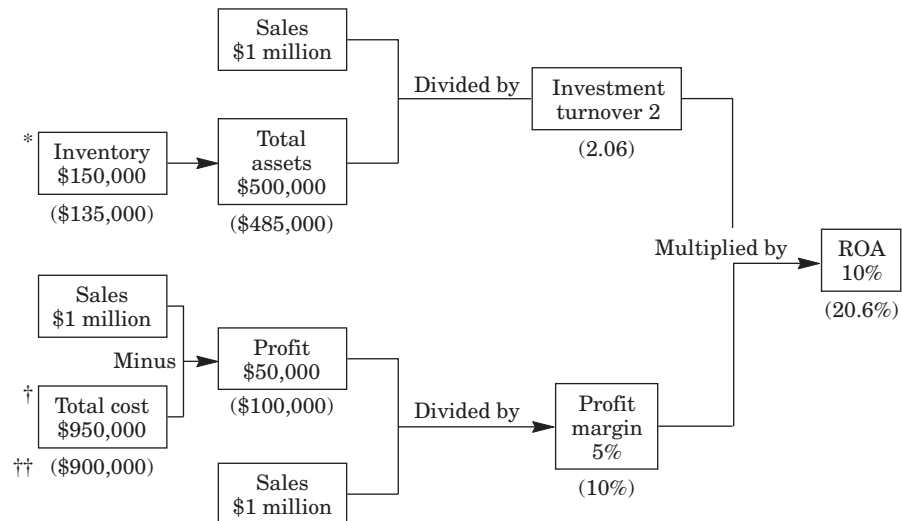 Sales
$1 million
Divided by
Investment
turnover 2
(2.06)
*
Inventory
$150,000
($135,000)
Total
assets
$500,000
($485,000)
Multiplied by
ROA
10%
(20.6%)
Sales
$1 million
Minus
†
Total cost
$950,000
†† ($900,000)
Profit
$50,000
($100,000)
Divided by
Profit
margin
5%
(10%)
Sales
$1 million